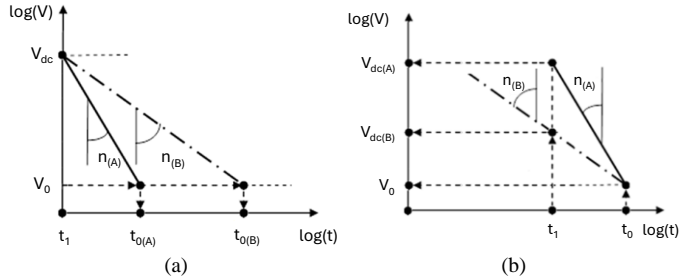 log(V)
V_dc
n_(A)
n_(B)
V_0
t_1
t_0(A)
t_0(B)
log(t)
(a)
log(V)
V_dc(A)
n_(B)
n_(A)
V_dc(B)
V_0
t_1
t_0
log(t)
(b)